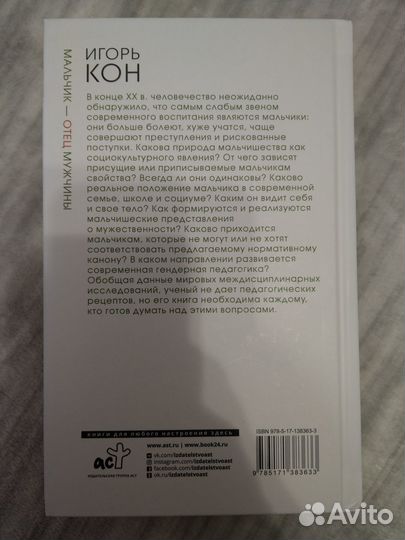 ИГОРЬ
КОН
МАЛЬЧИК — ОТЕЦ МУЖЧИНЫ
В конце XX в. человечество неожиданно
обнаружило, что самым слабым звеном
современного воспитания являются мальчики:
они больше болеют, хуже учатся, чаще
совершают преступления и рискованные
поступки. Какова природа мальчишества как
социокультурного явления? От чего зависят
присущие или приписываемые мальчикам
свойства? Всегда ли они одинаковы? Каково
реальное положение мальчика в современной
семье, школе и социуме? Каким он видит себя
и свое тело? Как формируются и реализуются
мальчишеские представления
о мужественности? Каково приходится
мальчикам, которые не могут или не хотят
соответствовать предлагаемому нормативному
канону? В каком направлении развивается
современная гендерная педагогика?
Обобщая данные мировых междисциплинарных
исследований, ученый не дает педагогических
рецептов, но его книга необходима каждому,
кто готов думать над этими вопросами.
книги для любого настроения здесь
www.ast.ru | www.book24.ru
vk.com/izdatelstvoast
instagram.com/izdatelstvoast
facebook.com/izdatelstvoast
ok.ru/izdatelstvoast
аст
ИЗДАТЕЛЬСКАЯ ГРУППА АСТ
ISBN 978-5-17-138363-3
9 785171 383633
Avito